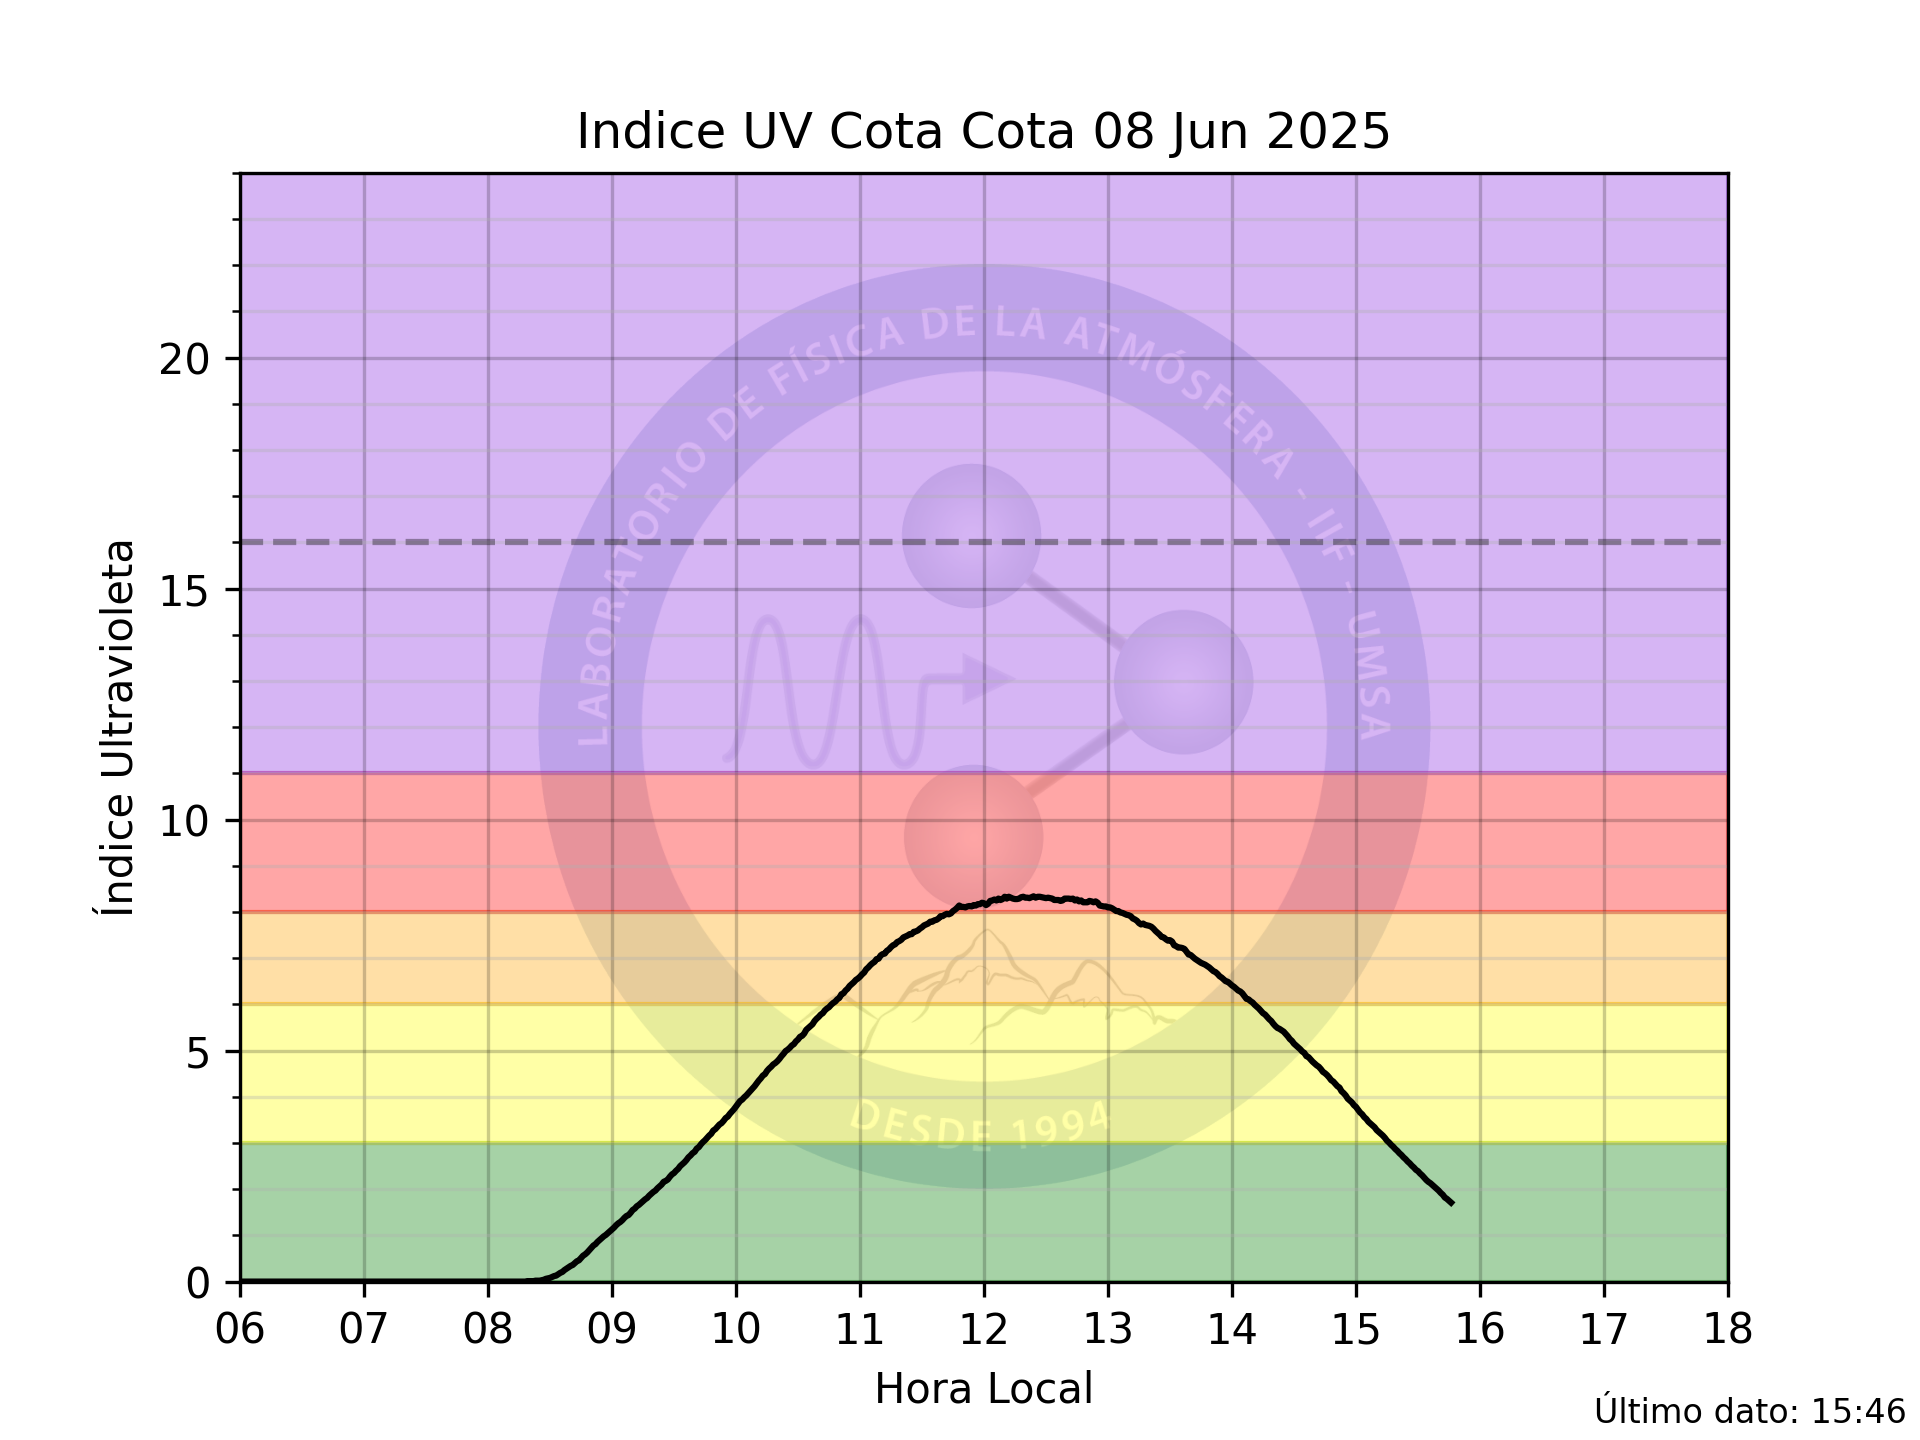 Indice UV Cota Cota 08 Jun 2025
LABORATORIO DE FÍSICA DE LA ATMÓSFERA - IIF - UMSA
DESDE 1994
Índice Ultravioleta
20
15
10
5
0
06 07 08 09 10 11 12 13 14 15 16 17 18
Hora Local
Último dato: 15:46